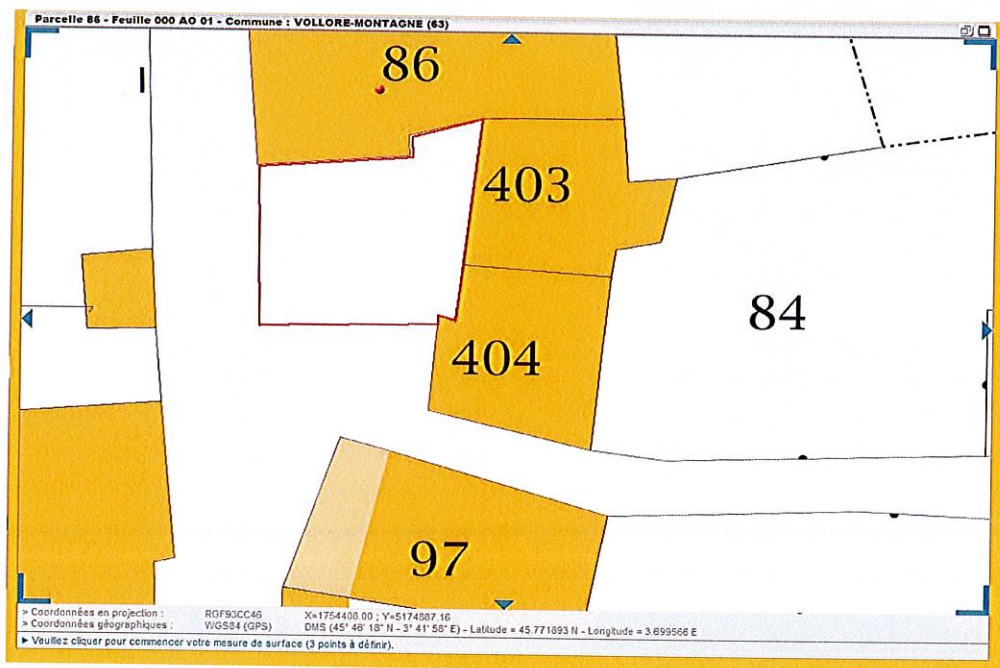 Parcelle 86 - Feuille 000 AO 01 - Commune : VOLLORE-MONTAGNE (63)
86
403
84
404
97
> Coordonnées en projection : RGF93CC46 X=1754408.00 ; Y=5174887.16
> Coordonnées géographiques : WGS84 (GPS) DMS (45° 46' 18" N - 3° 41' 58" E) - Latitude = 45.771893 N - Longitude = 3.699566 E
► Veuillez cliquer pour commencer votre mesure de surface (3 points à définir).